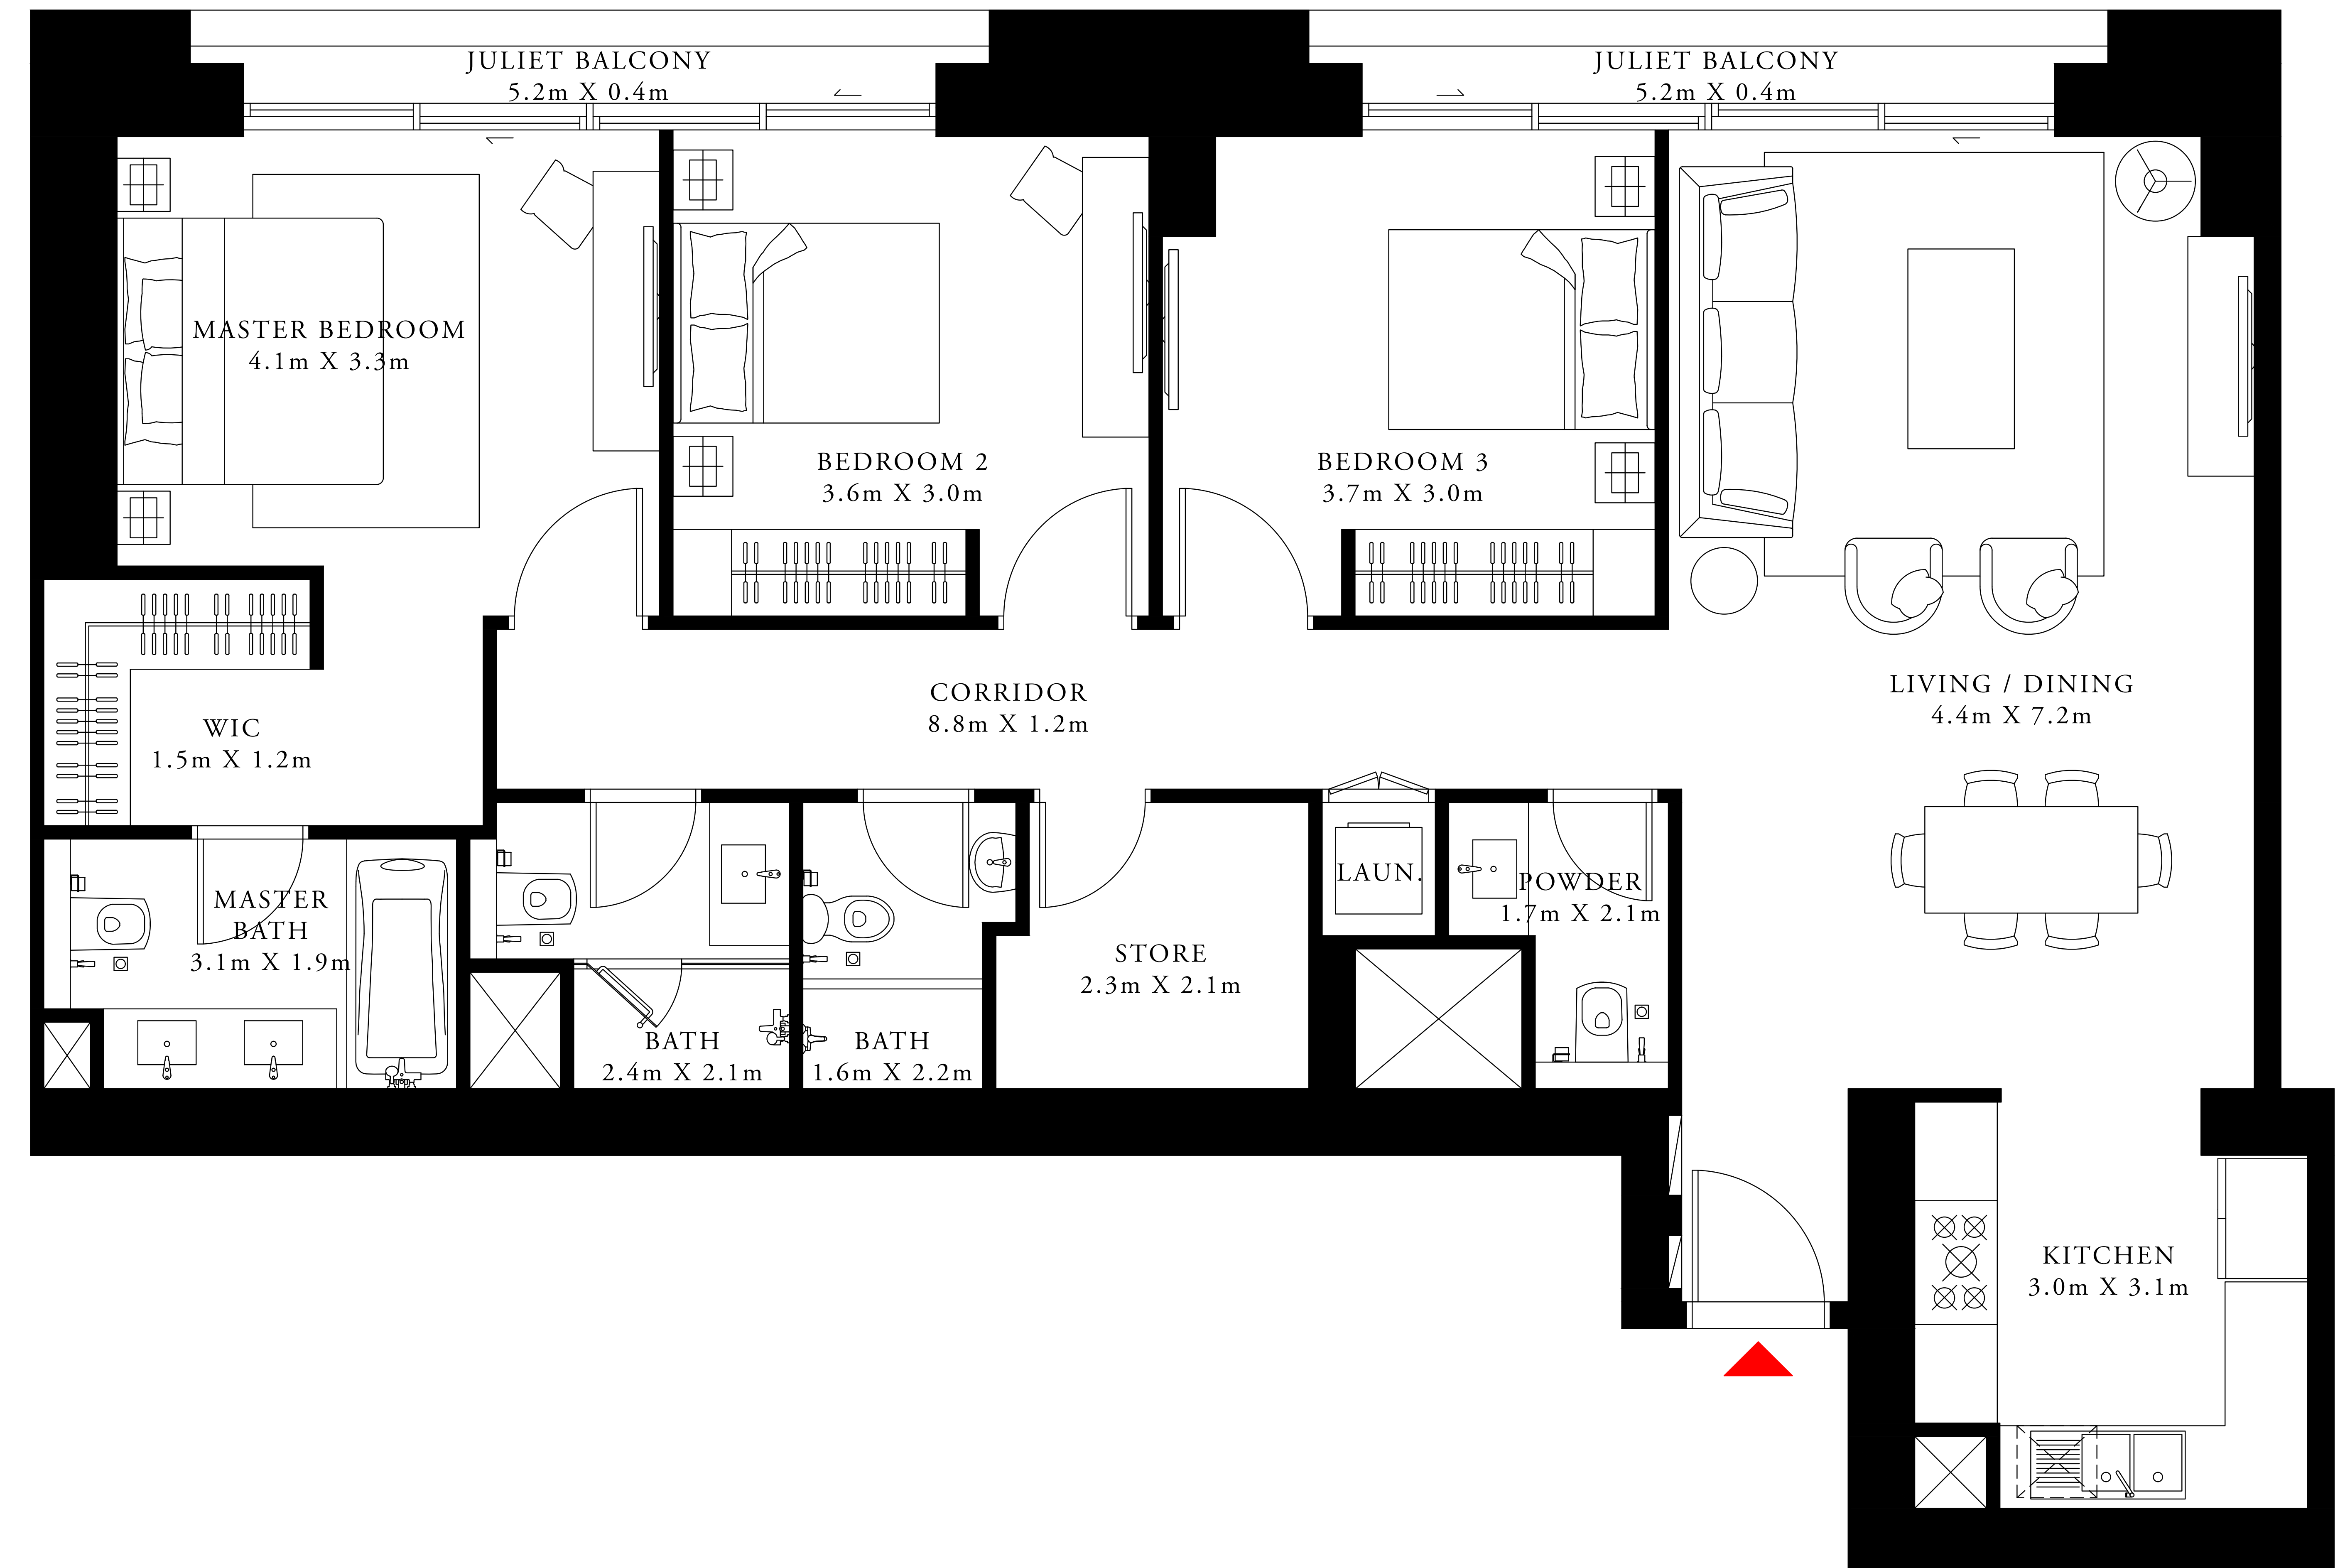 JULIET BALCONY
5.2m X 0.4m
JULIET BALCONY
5.2m X 0.4m
MASTER BEDROOM
4.1m X 3.3m
BEDROOM 2
3.6m X 3.0m
BEDROOM 3
3.7m X 3.0m
LIVING / DINING
4.4m X 7.2m
CORRIDOR
8.8m X 1.2m
WIC
1.5m X 1.2m
MASTER
BATH
3.1m X 1.9m
BATH
2.4m X 2.1m
BATH
1.6m X 2.2m
STORE
2.3m X 2.1m
LAUN.
POWDER
1.7m X 2.1m
KITCHEN
3.0m X 3.1m